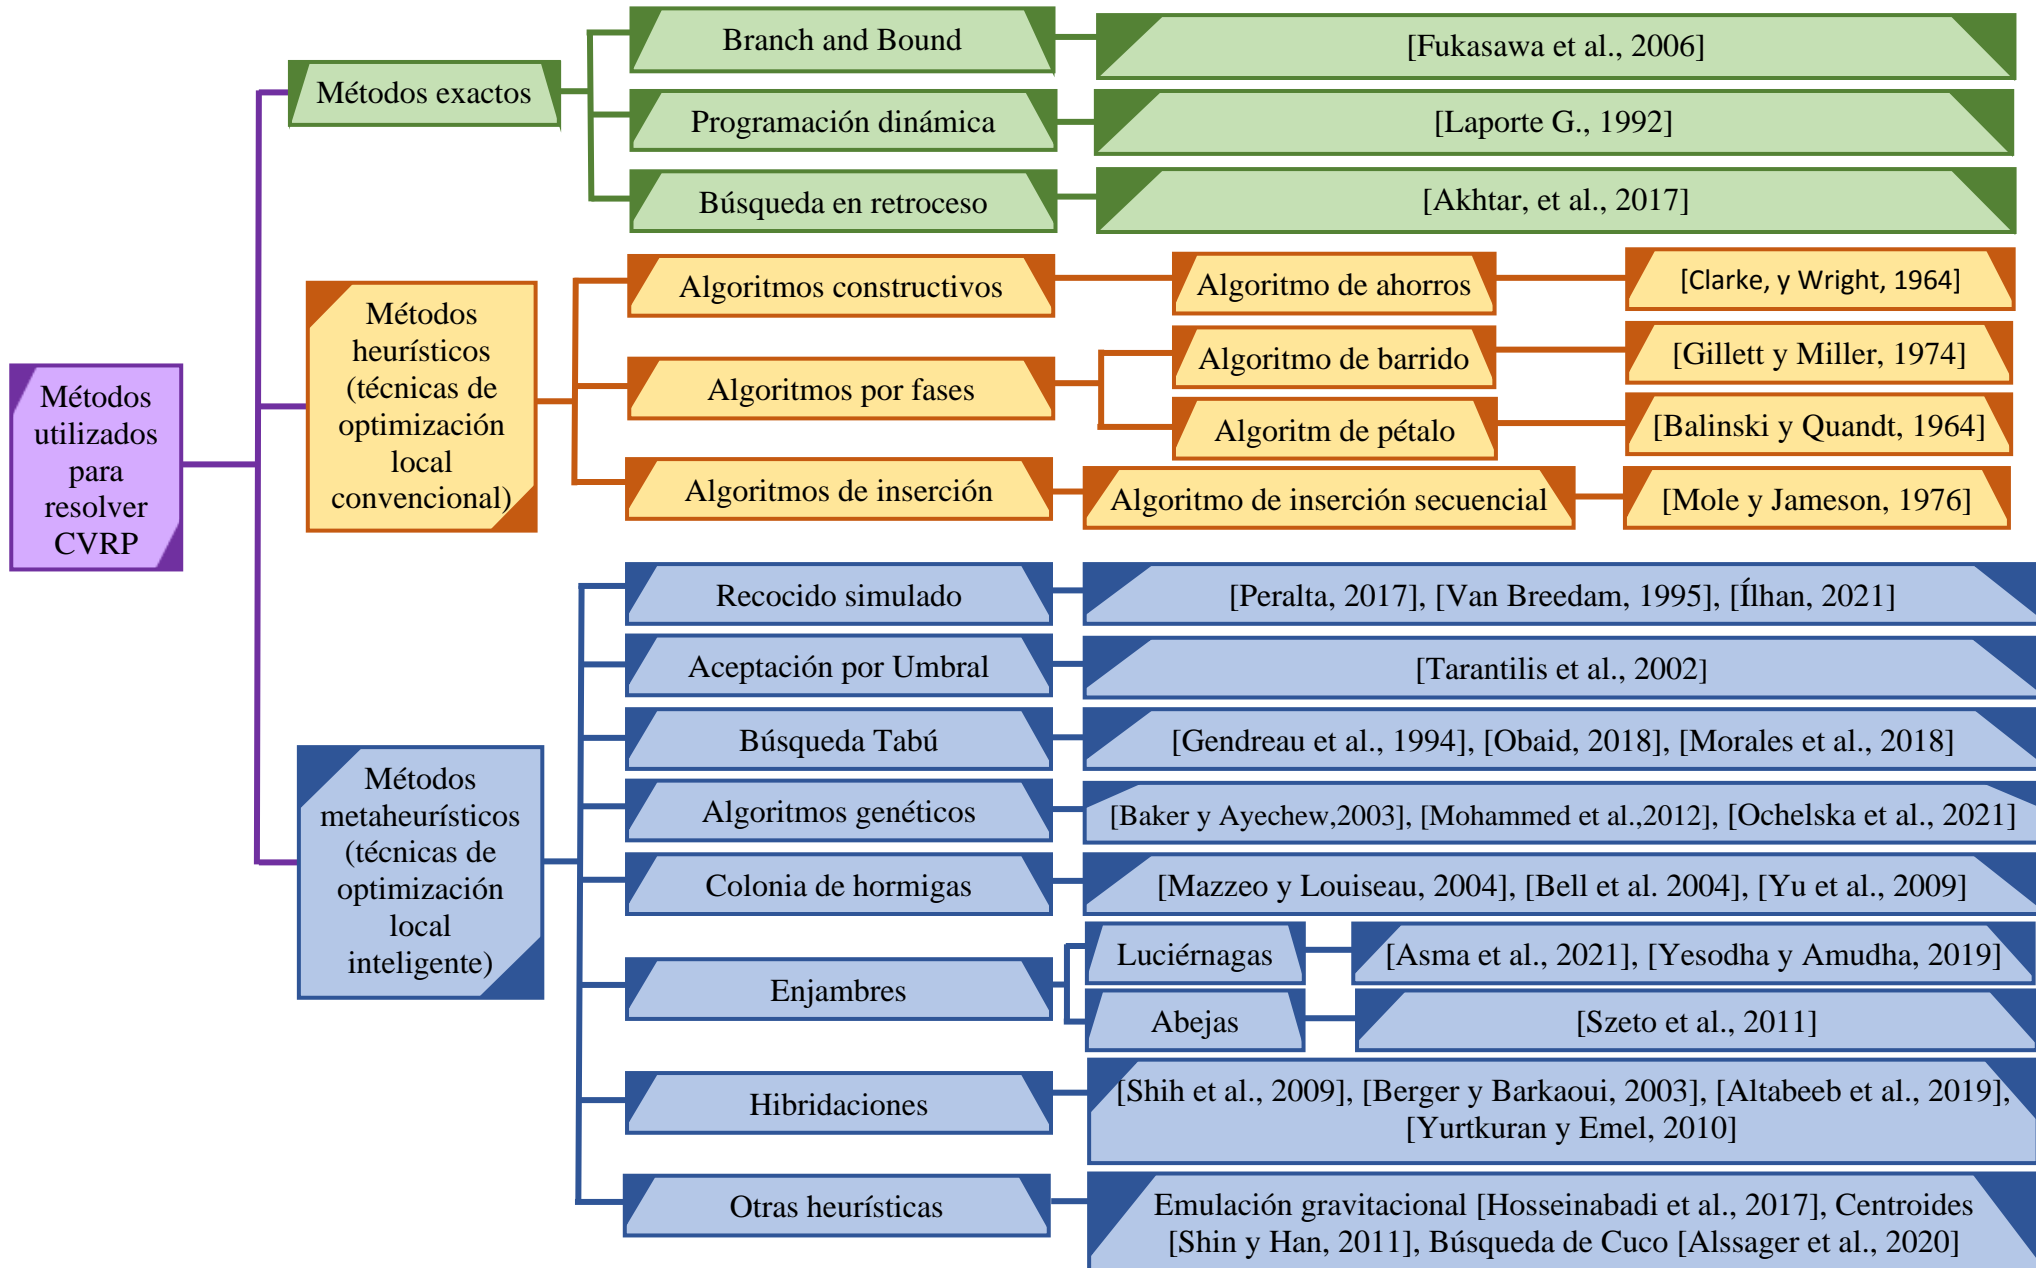 Métodos
utilizados
para
resolver
CVRP
Métodos exactos
Branch and Bound
[Fukasawa et al., 2006]
Programación dinámica
[Laporte G., 1992]
Búsqueda en retroceso
[Akhtar, et al., 2017]
Métodos
heurísticos
(técnicas de
optimización
local
convencional)
Algoritmos constructivos
Algoritmo de ahorros
[Clarke, y Wright, 1964]
Algoritmos por fases
Algoritmo de barrido
[Gillett y Miller, 1974]
Algoritm de pétalo
[Balinski y Quandt, 1964]
Algoritmos de inserción
Algoritmo de inserción secuencial
[Mole y Jameson, 1976]
Métodos
metaheurísticos
(técnicas de
optimización
local
inteligente)
Recocido simulado
[Peralta, 2017], [Van Breedam, 1995], [Ílhan, 2021]
Aceptación por Umbral
[Tarantilis et al., 2002]
Búsqueda Tabú
[Gendreau et al., 1994], [Obaid, 2018], [Morales et al., 2018]
Algoritmos genéticos
[Baker y Ayechew,2003], [Mohammed et al.,2012], [Ochelska et al., 2021]
Colonia de hormigas
[Mazzeo y Louiseau, 2004], [Bell et al. 2004], [Yu et al., 2009]
Enjambres
Luciérnagas
[Asma et al., 2021], [Yesodha y Amudha, 2019]
Abejas
[Szeto et al., 2011]
Hibridaciones
[Shih et al., 2009], [Berger y Barkaoui, 2003], [Altabeeb et al., 2019],
[Yurtkuran y Emel, 2010]
Otras heurísticas
Emulación gravitacional [Hosseinabadi et al., 2017], Centroides
[Shin y Han, 2011], Búsqueda de Cuco [Alssager et al., 2020]